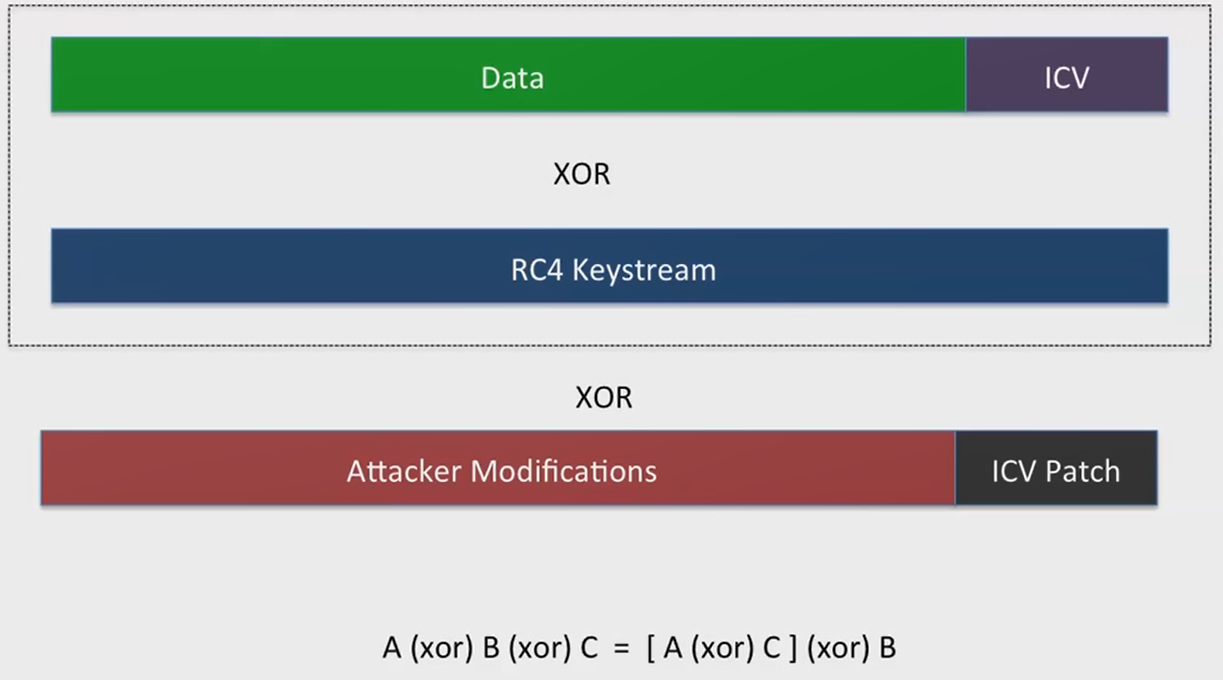 Data ICV
XOR
RC4 Keystream
XOR
Attacker Modifications ICV Patch
A (xor) B (xor) C = [ A (xor) C ] (xor) B